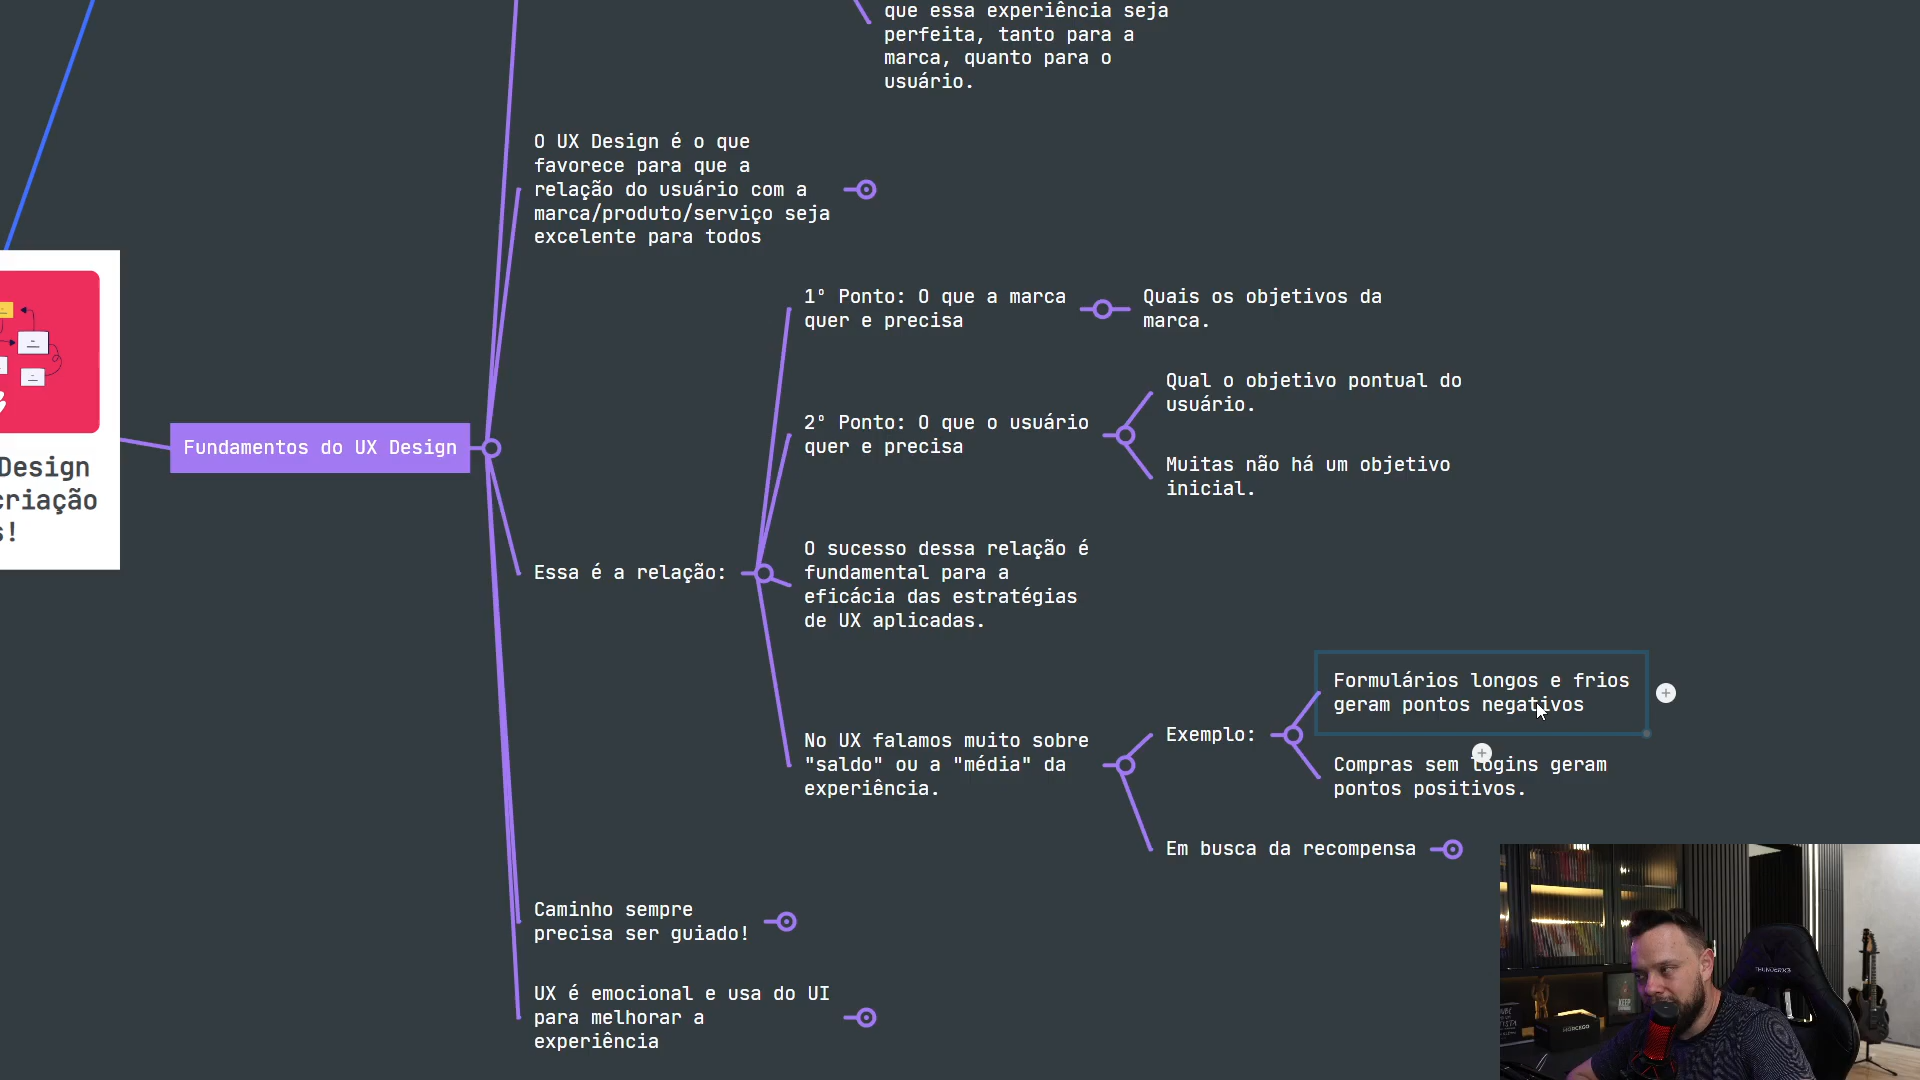 que essa experiência seja
perfeita, tanto para a
marca, quanto para o
usuário.
O UX Design é o que
favorece para que a
relação do usuário com a
marca/produto/serviço seja
excelente para todos
1º Ponto: O que a marca
quer e precisa
Quais os objetivos da
marca.
Qual o objetivo pontual do
usuário.
2º Ponto: O que o usuário
quer e precisa
Muitas não há um objetivo
inicial.
Design
criação
s!
Fundamentos do UX Design
Essa é a relação:
O sucesso dessa relação é
fundamental para a
eficácia das estratégias
de UX aplicadas.
No UX falamos muito sobre
"saldo" ou a "média" da
experiência.
Exemplo:
Formulários longos e frios
geram pontos negativos
Compras sem logins geram
pontos positivos.
Em busca da recompensa
Caminho sempre
precisa ser guiado!
UX é emocional e usa do UI
para melhorar a
experiência
KEEP